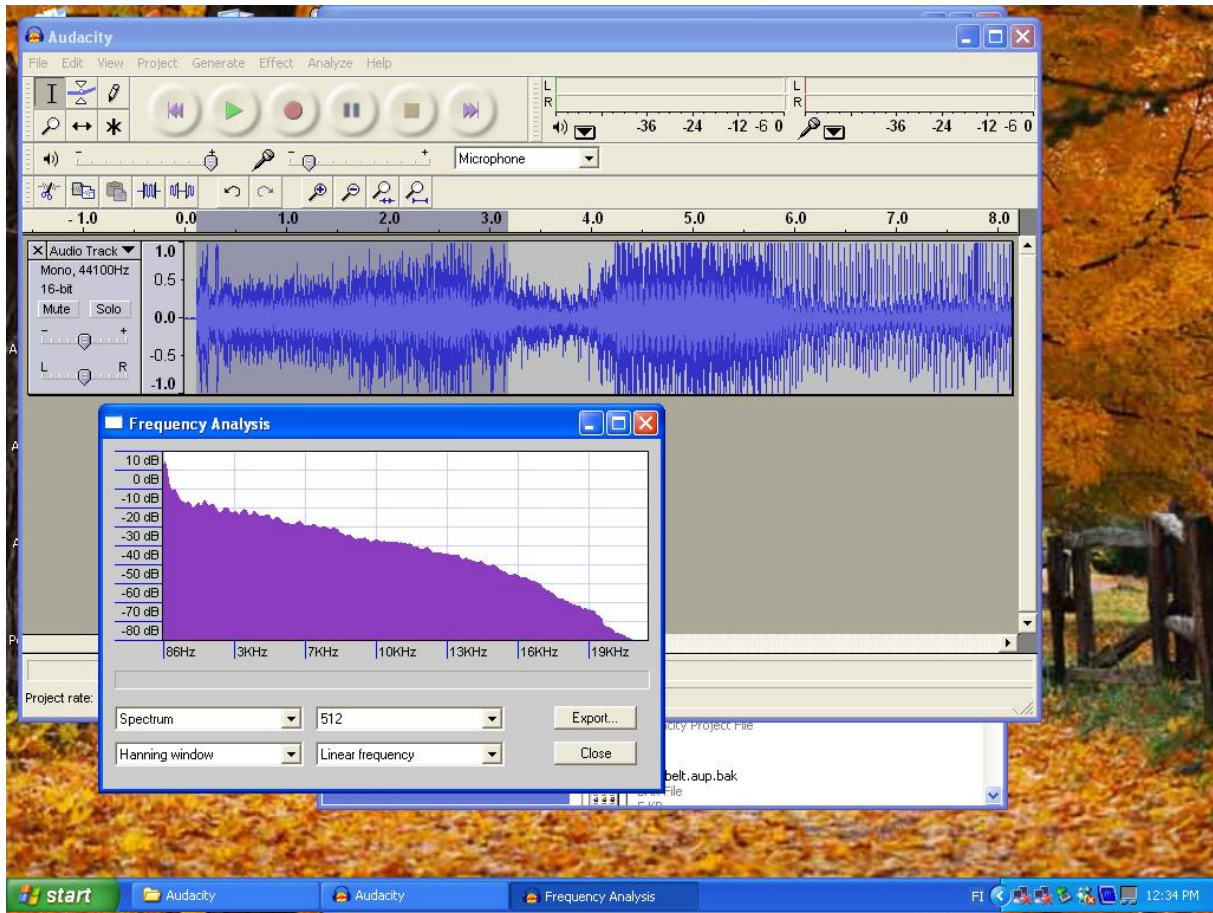 Audacity
File Edit View Project Generate Effect Analyze Help
L
R
-36 -24 -12 -6 0
L
R
-36 -24 -12 -6 0
- + - + Microphone
- 1.0 0.0 1.0 2.0 3.0 4.0 5.0 6.0 7.0 8.0
X Audio Track
Mono, 44100Hz
16-bit
Mute Solo
- +
L R
1.0
0.5
0.0
-0.5
-1.0
Frequency Analysis
10 dB
0 dB
-10 dB
-20 dB
-30 dB
-40 dB
-50 dB
-60 dB
-70 dB
-80 dB
86Hz 3KHz 7KHz 10KHz 13KHz 16KHz 19KHz
Project rate:
Spectrum 512 Export...
Hanning window Linear frequency Close
Project File
belt.aup.bak
File
start Audacity Audacity Frequency Analysis FI 12:34 PM